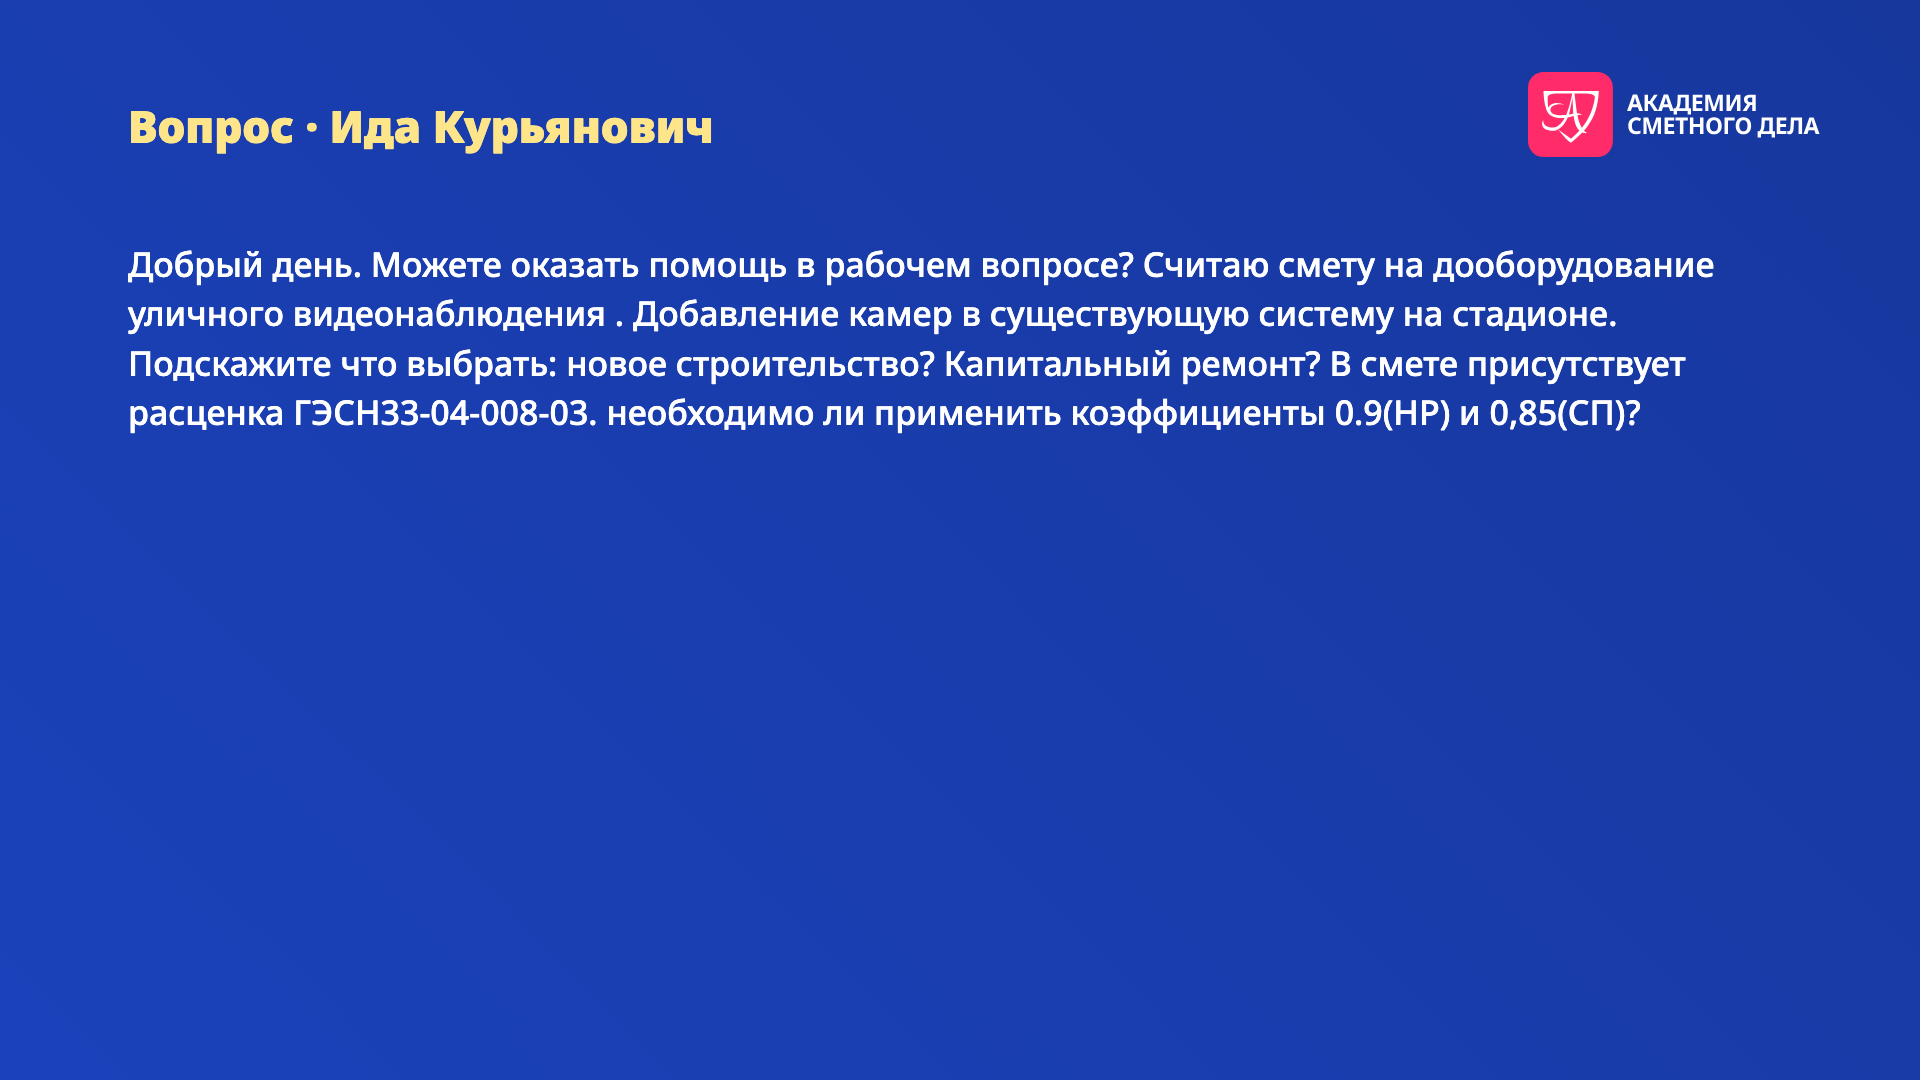 Вопрос · Ида Курьянович
АКАДЕМИЯ
СМЕТНОГО ДЕЛА
Добрый день. Можете оказать помощь в рабочем вопросе? Считаю смету на дооборудование
уличного видеонаблюдения . Добавление камер в существующую систему на стадионе.
Подскажите что выбрать: новое строительство? Капитальный ремонт? В смете присутствует
расценка ГЭСН33-04-008-03. необходимо ли применить коэффициенты 0.9(НР) и 0,85(СП)?